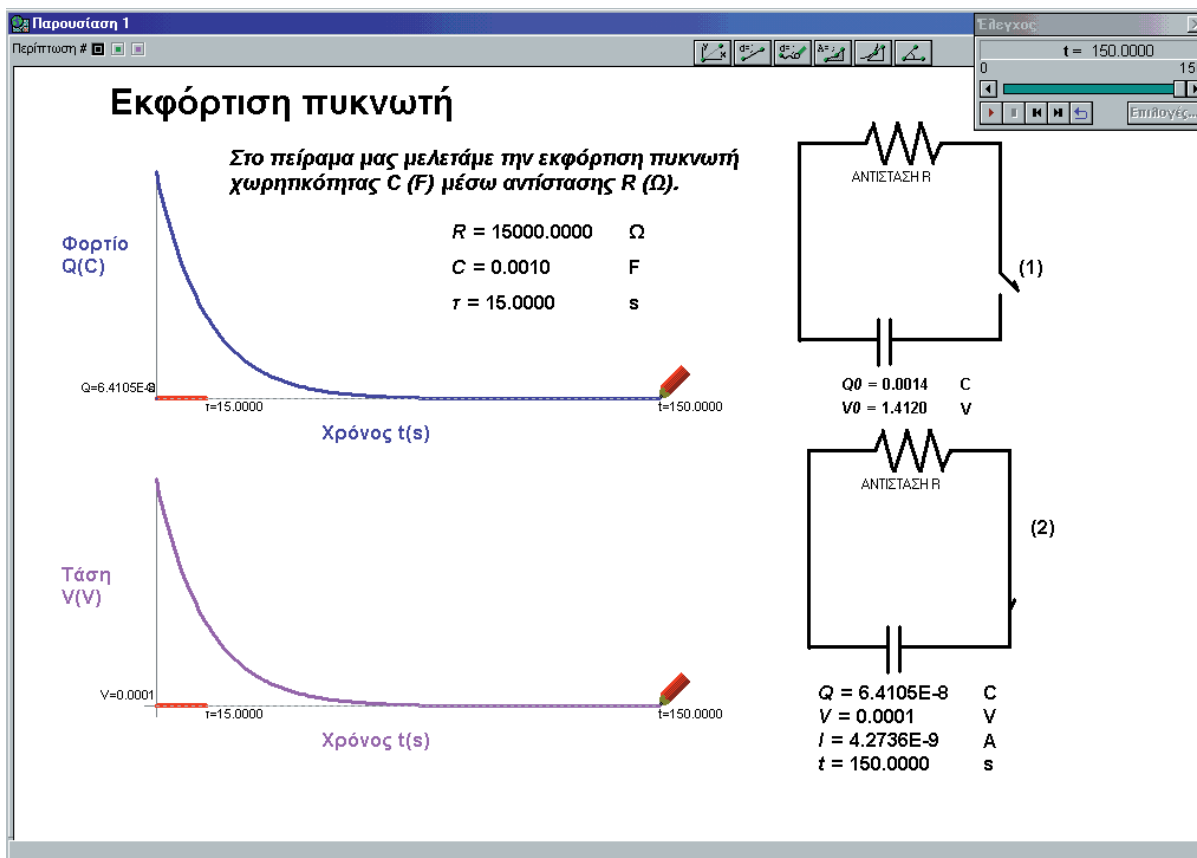 Παρουσίαση 1
Έλεγχος
Περίπτωση #
t = 150.0000
0
15
Επιλογές...
Εκφόρτιση πυκνωτή
Στο πείραμα μας μελετάμε την εκφόρτιση πυκνωτή
χωρητικότητας C (F) μέσω αντίστασης R (Ω).
R = 15000.0000 Ω
C = 0.0010 F
τ = 15.0000 s
Φορτίο
Q(C)
τ=15.0000
t=150.0000
Χρόνος t(s)
ΑΝΤΙΣΤΑΣΗ R
(1)
Q0 = 0.0014 C
V0 = 1.4120 V
Τάση
V(V)
V=0.0001
τ=15.0000
t=150.0000
Χρόνος t(s)
ΑΝΤΙΣΤΑΣΗ R
(2)
Q = 6.4105E-8 C
V = 0.0001 V
I = 4.2736E-9 A
t = 150.0000 s